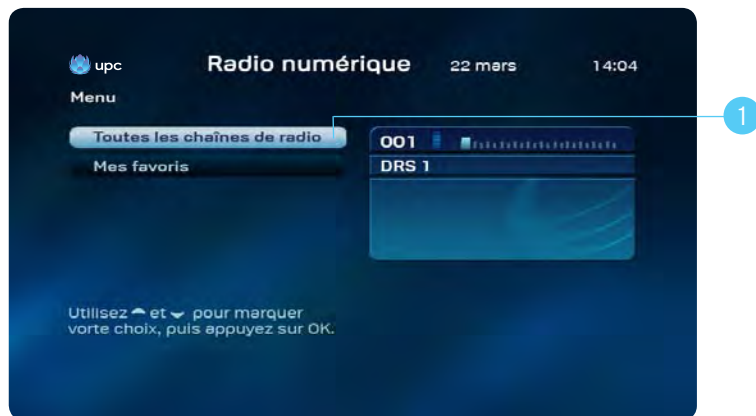 upc Radio numérique 22 mars 14:04
Menu
Toutes les chaînes de radio
001
Mes favoris
DRS 1
Utilisez et pour marquer
vorte choix, puis appuyez sur OK.
1